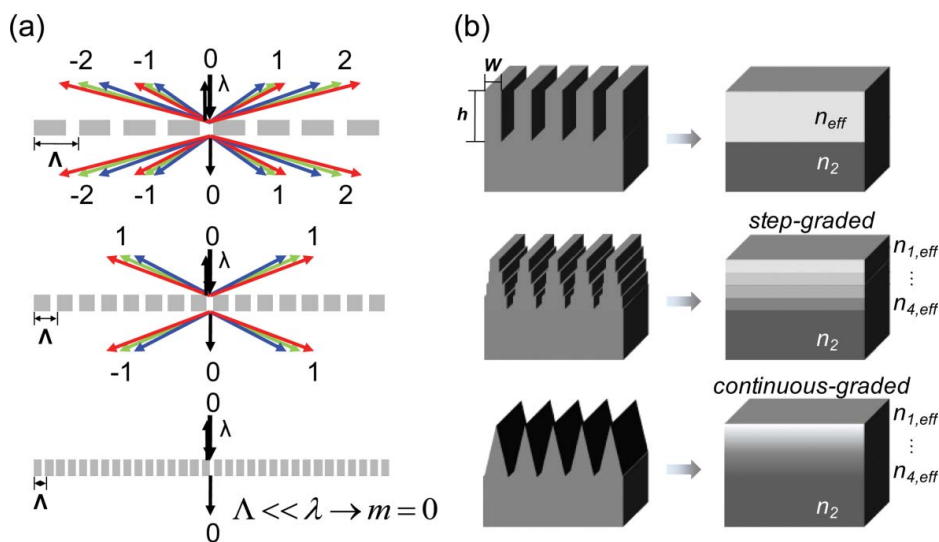 (a)
-2 -1 0 1 2
λ
Λ
-2 -1 0 1 2
1 0 1
λ
Λ
-1 0 1
0
λ
Λ
0
Λ << λ → m = 0
(b)
W
h
n_eff
n_2
step-graded
n_1,eff
⋮
n_4,eff
n_2
continuous-graded
n_1,eff
⋮
n_4,eff
n_2